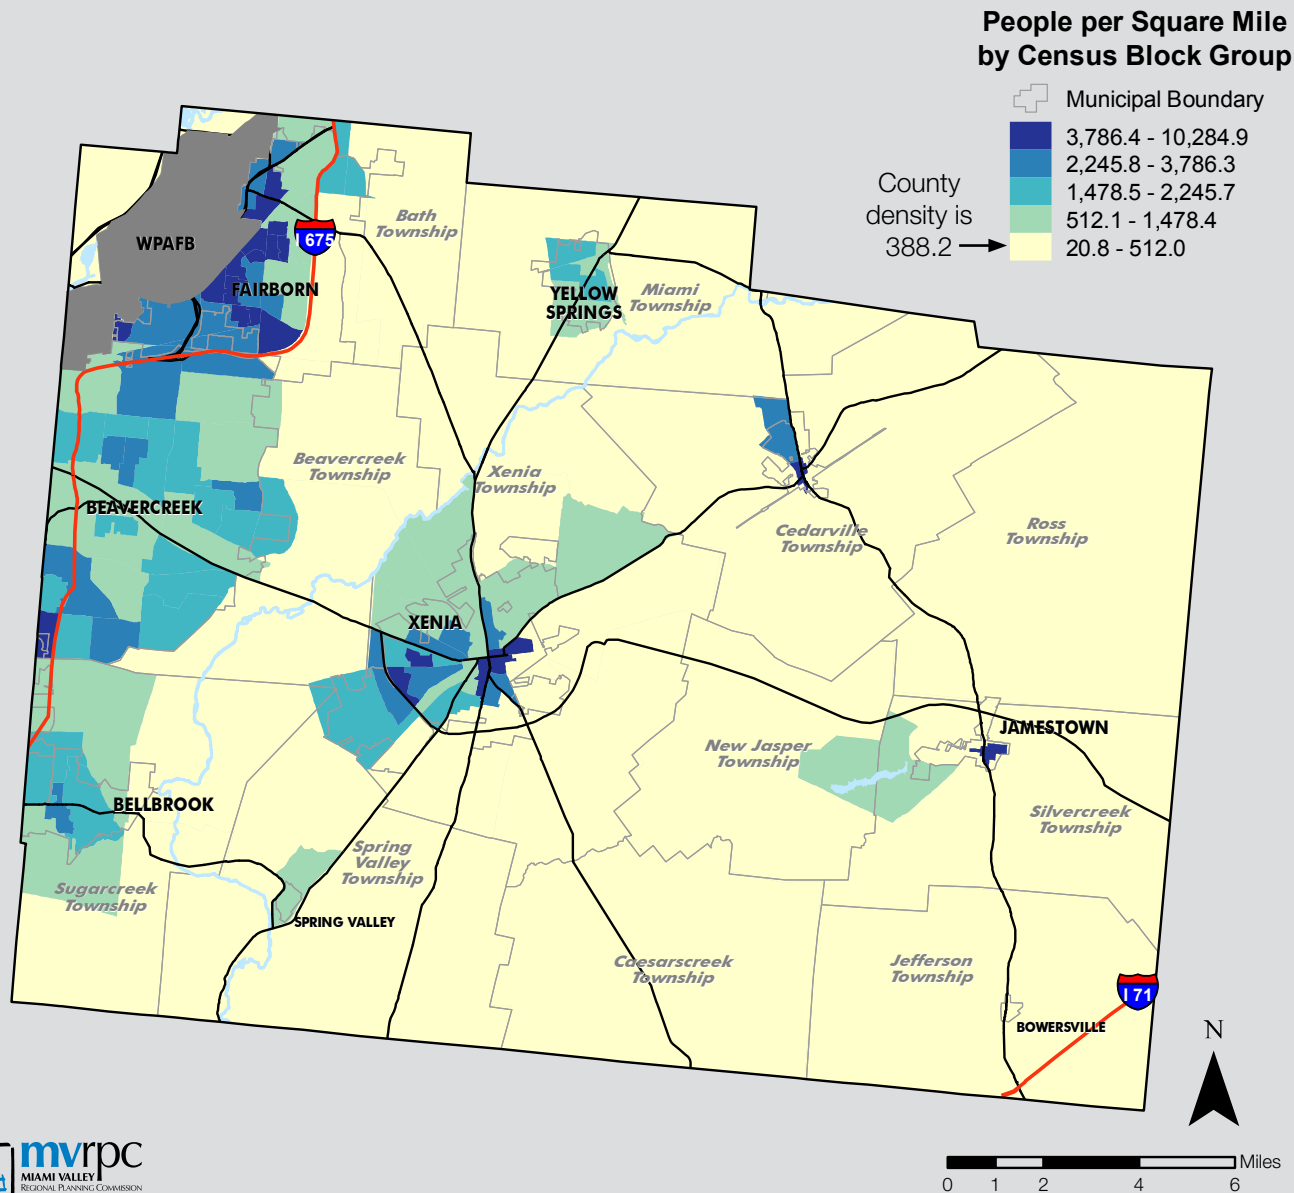 People per Square Mile
by Census Block Group
Municipal Boundary
3,786.4 - 10,284.9
2,245.8 - 3,786.3
1,478.5 - 2,245.7
512.1 - 1,478.4
20.8 - 512.0
County
density is
388.2
WPAFB
I 675
FAIRBORN
Bath
Township
YELLOW
SPRINGS
Miami
Township
Beavercreek
Township
BEAVERCREEK
Xenia
Township
Cedarville
Township
Ross
Township
XENIA
New Jasper
Township
JAMESTOWN
BELLBROOK
Silvercreek
Township
Spring
Valley
Township
Sugarcreek
Township
SPRING VALLEY
Caesarscreek
Township
Jefferson
Township
I 71
BOWERSVILLE
N
mvrpc
MIAMI VALLEY
REGIONAL PLANNING COMMISSION
Miles
0 1 2 4 6